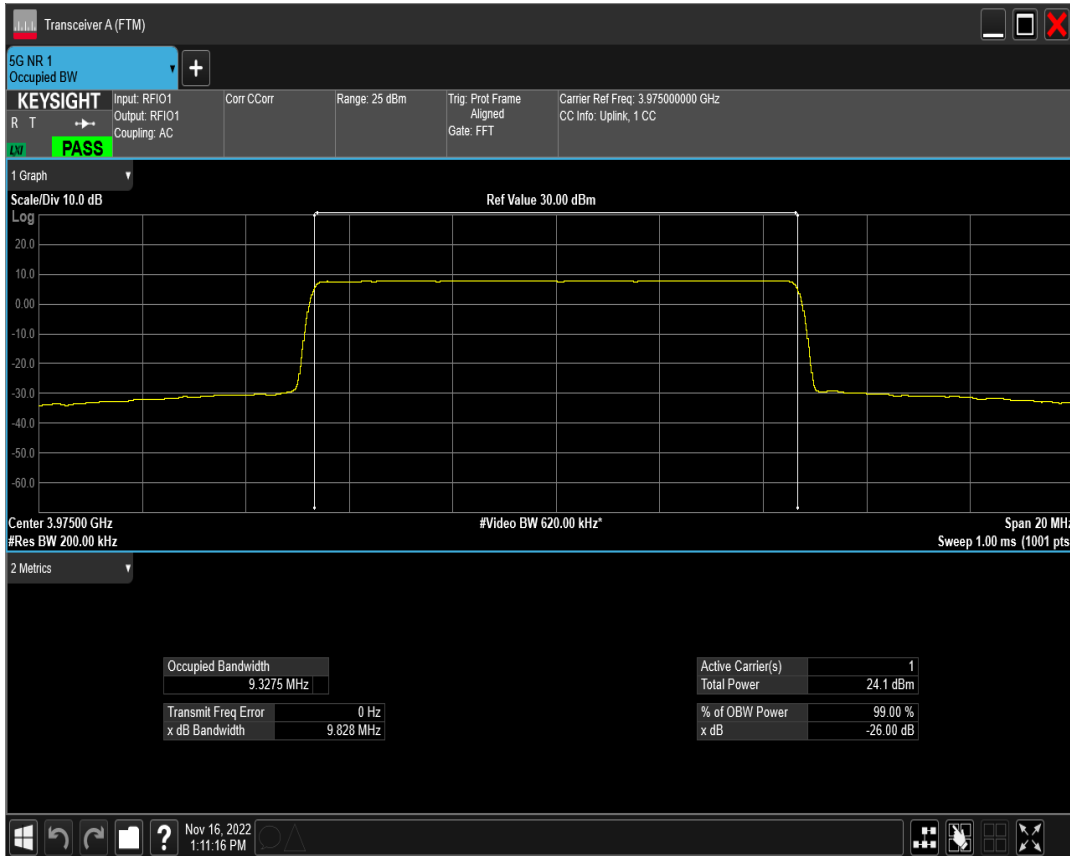 Transceiver A (FTM)
5G NR 1
Occupied BW
+
KEYSIGHT
R T
LXI
PASS
Input: RFIO1
Output: RFIO1
Coupling: AC
Corr CCorr
Range: 25 dBm
Trig: Prot Frame
Aligned
Gate: FFT
Carrier Ref Freq: 3.975000000 GHz
CC Info: Uplink, 1 CC
1 Graph
Scale/Div 10.0 dB
Ref Value 30.00 dBm
Log
20.0
10.0
0.00
-10.0
-20.0
-30.0
-40.0
-50.0
-60.0
Center 3.97500 GHz
#Video BW 620.00 kHz*
Span 20 MHz
#Res BW 200.00 kHz
Sweep 1.00 ms (1001 pts
2 Metrics
Occupied Bandwidth
9.3275 MHz
Transmit Freq Error 0 Hz
x dB Bandwidth 9.828 MHz
Active Carrier(s) 1
Total Power 24.1 dBm
% of OBW Power 99.00 %
x dB -26.00 dB
?
Nov 16, 2022
1:11:16 PM